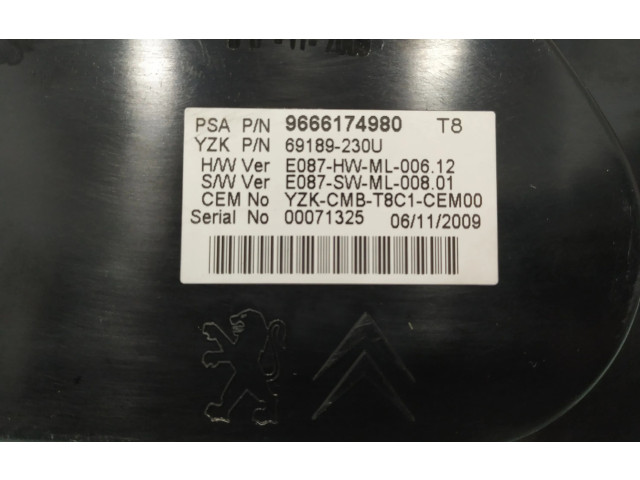 PSA P/N 9666174980 T8
YZK P/N 69189-230U
H/W Ver E087-HW-ML-006.12
S/W Ver E087-SW-ML-008.01
CEM No YZK-CMB-T8C1-CEM00
Serial No 00071325 06/11/2009